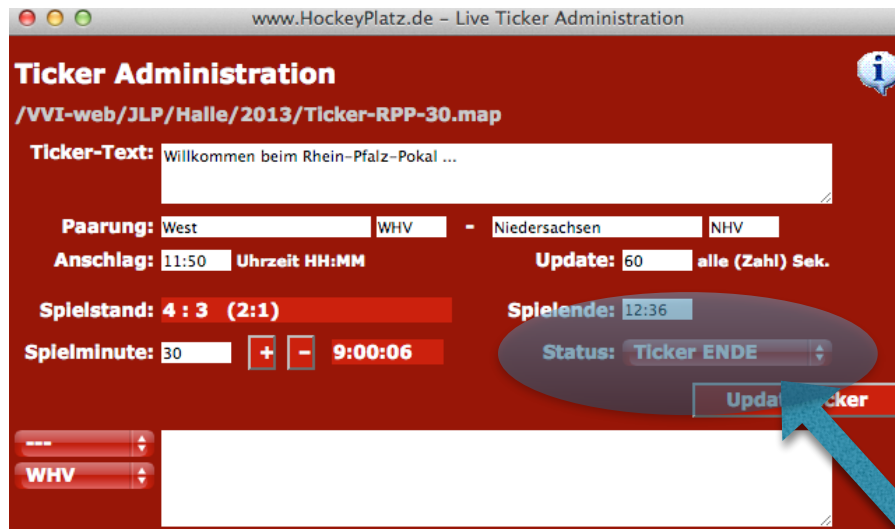 www.HockeyPlatz.de – Live Ticker Administration
Ticker Administration
/VVI-web/JLP/Halle/2013/Ticker-RPP-30.map
Ticker-Text: Willkommen beim Rhein-Pfalz-Pokal ...
Paarung: West WHV - Niedersachsen NHV
Anschlag: 11:50 Uhrzeit HH:MM Update: 60 alle (Zahl) Sek.
Spielstand: 4 : 3 (2:1) Spielende: 12:36
Spielminute: 30 + - 9:00:06 Status: Ticker ENDE
---
WHV